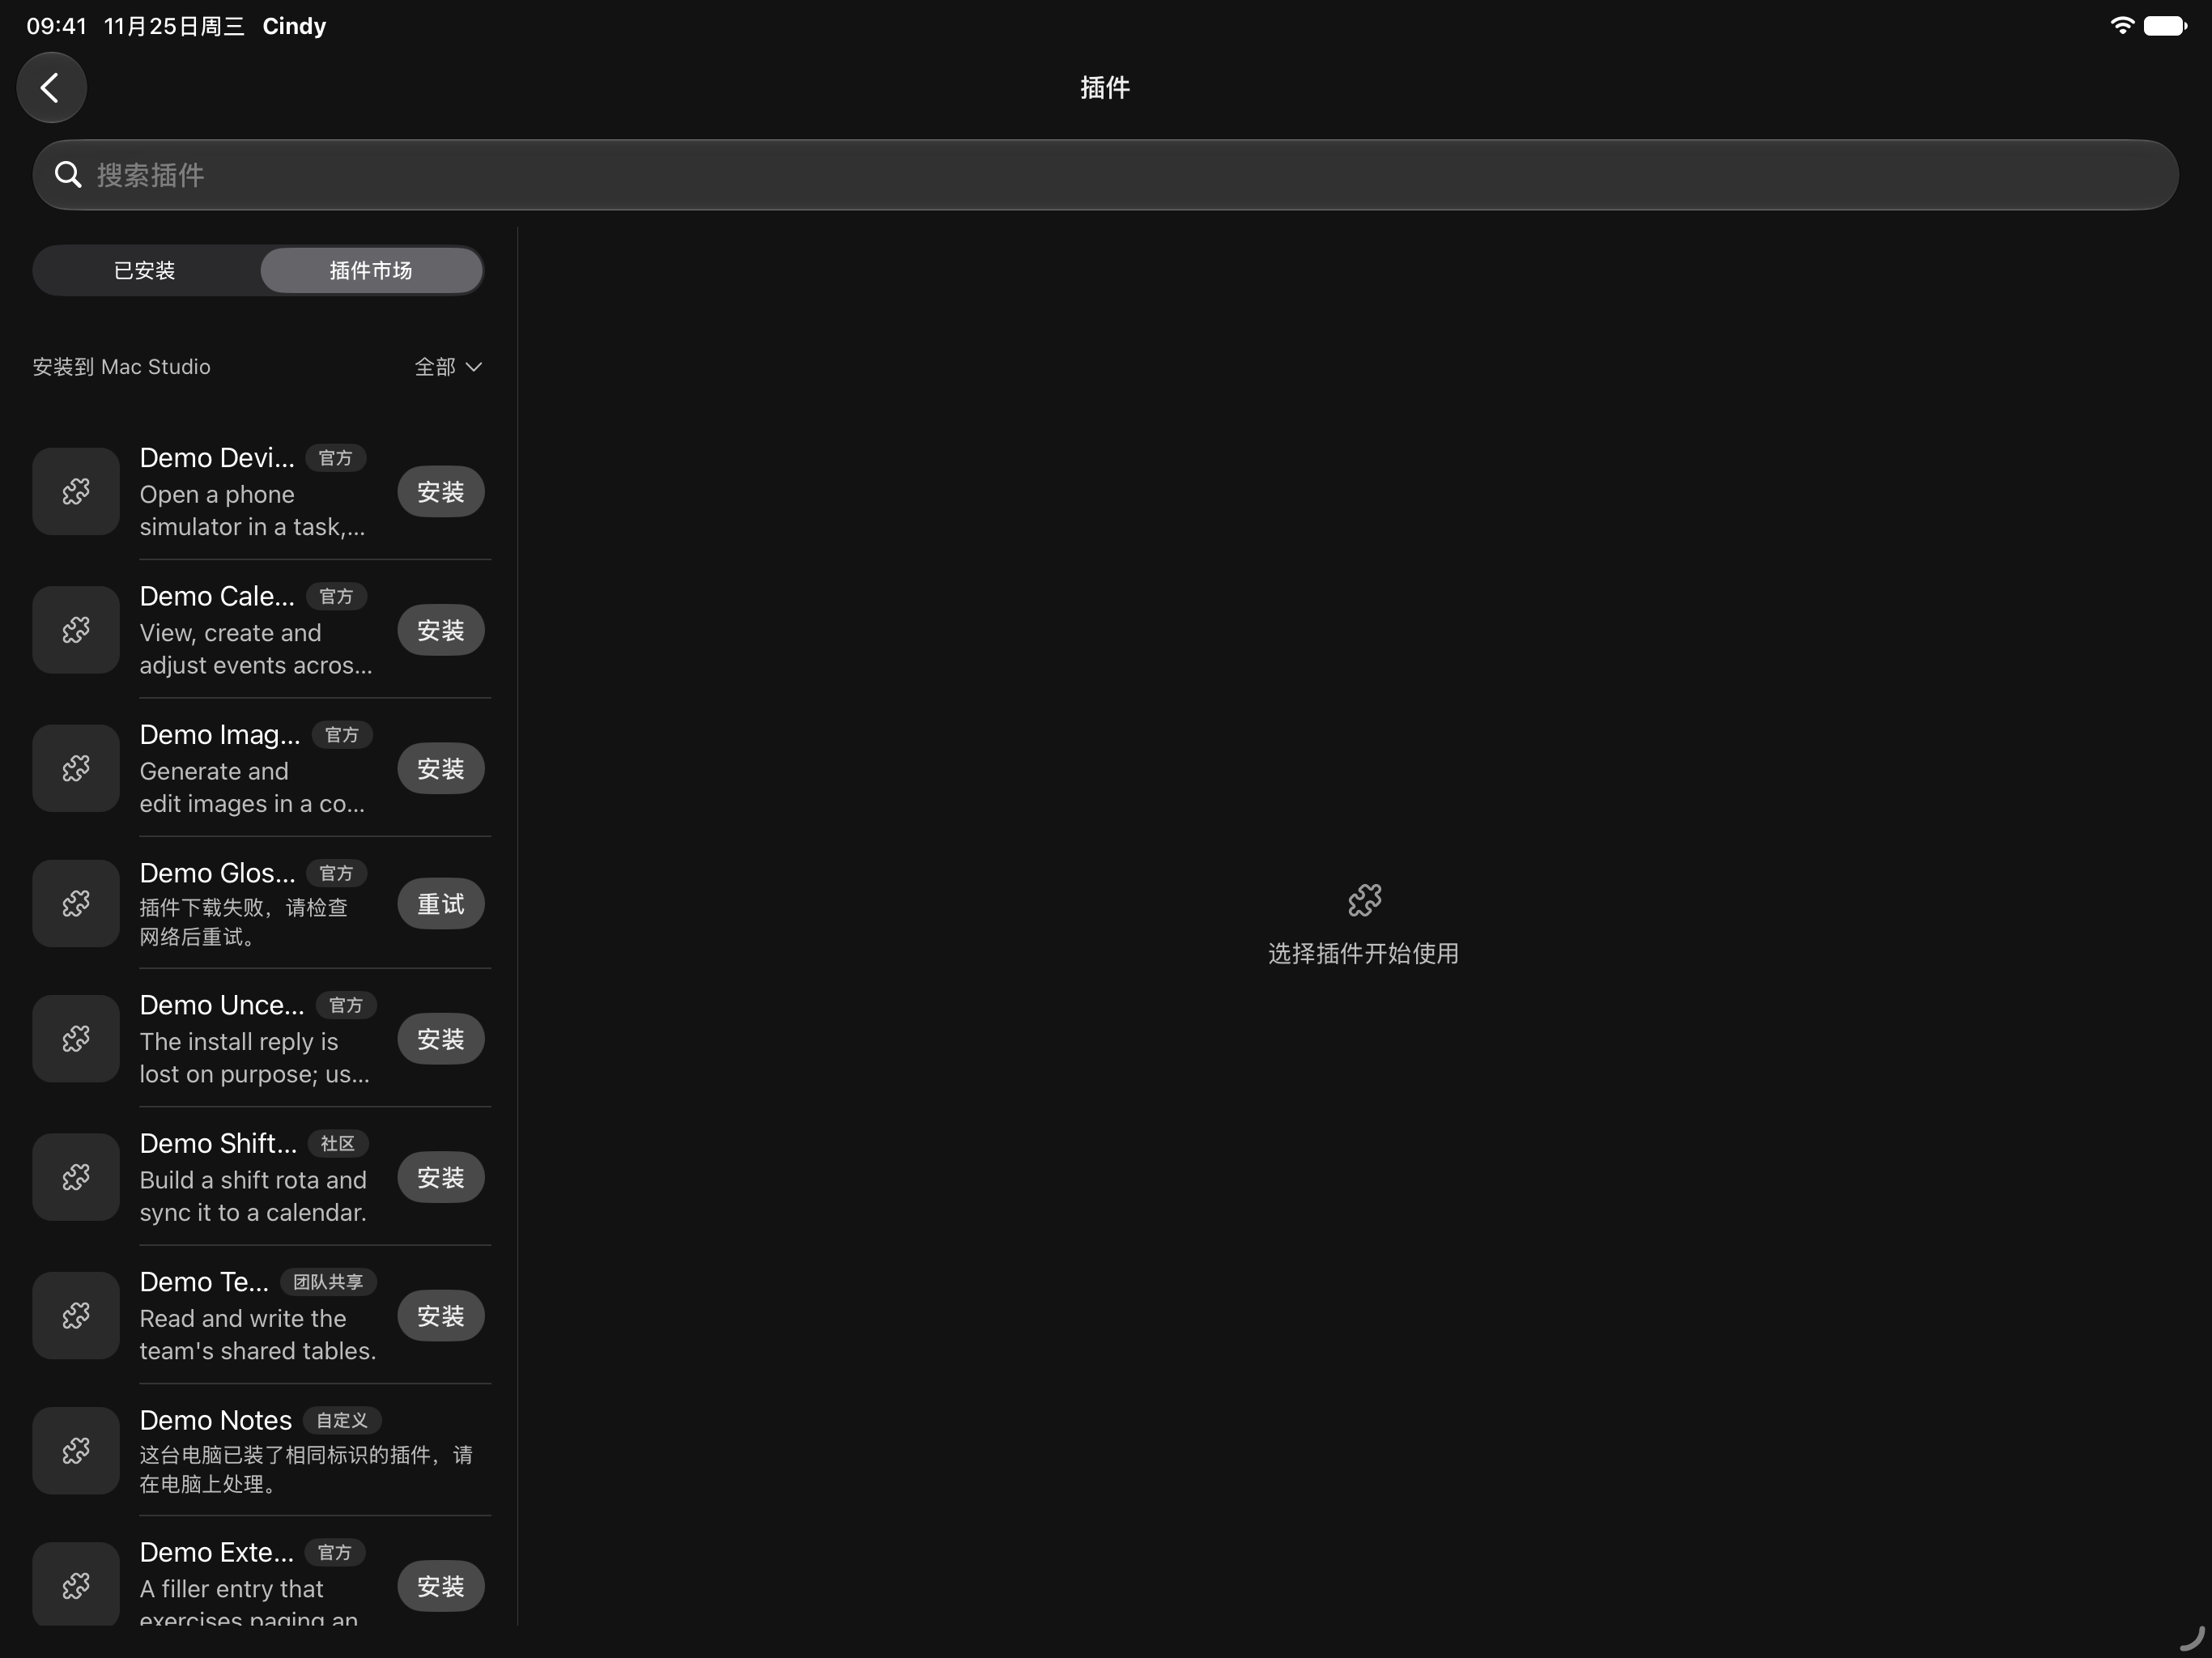 09:41 11月25日周三 Cindy
插件
搜索插件
已安装
插件市场
安装到 Mac Studio
全部
Demo Devi... 官方
Open a phone
simulator in a task,...
安装
Demo Cale... 官方
View, create and
adjust events acros...
安装
Demo Imag... 官方
Generate and
edit images in a co...
安装
Demo Glos... 官方
插件下载失败，请检查
网络后重试。
重试
Demo Unce... 官方
The install reply is
lost on purpose; us...
安装
Demo Shift... 社区
Build a shift rota and
sync it to a calendar.
安装
Demo Te... 团队共享
Read and write the
team's shared tables.
安装
Demo Notes 自定义
这台电脑已装了相同标识的插件，请
在电脑上处理。
Demo Exte... 官方
A filler entry that
exercises paging an
安装
选择插件开始使用